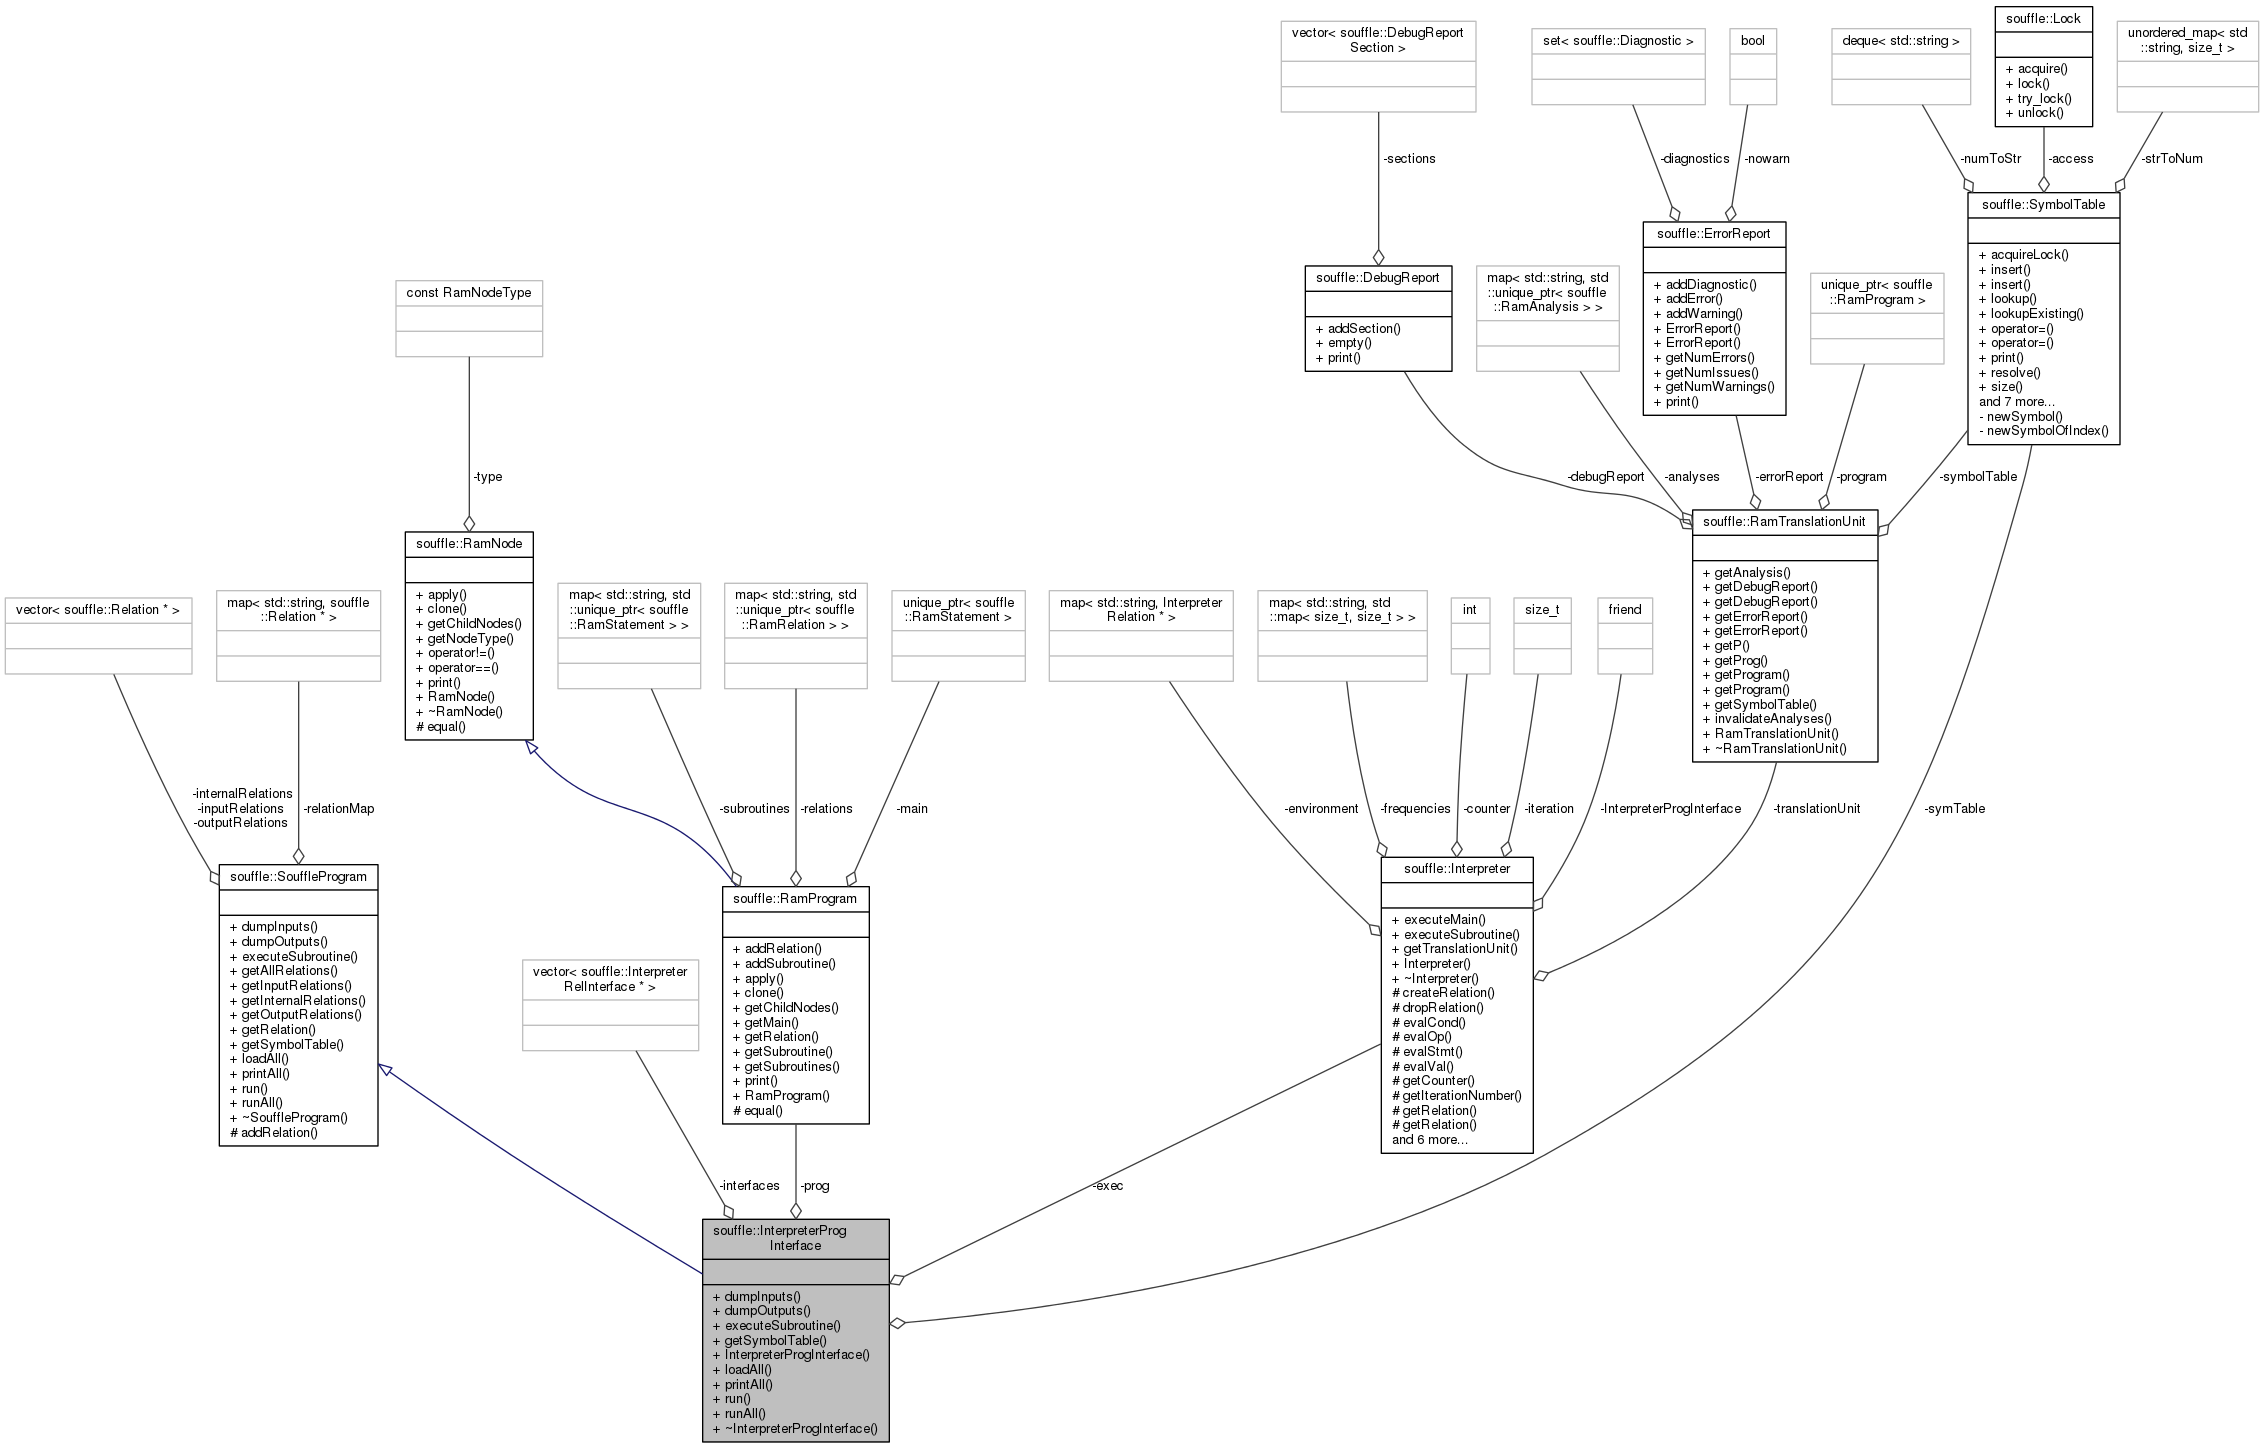 vector< souffle::DebugReport
Section >
set< souffle::Diagnostic >
bool
deque< std::string >
souffle::Lock
+ acquire()
+ lock()
+ try_lock()
+ unlock()
unordered_map< std
::string, size_t >
-sections
-diagnostics
-nowarn
-numToStr
-access
-strToNum
souffle::DebugReport
+ addSection()
+ empty()
+ print()
map< std::string, std
::unique_ptr< souffle
::RamAnalysis > >
souffle::ErrorReport
+ addDiagnostic()
+ addError()
+ addWarning()
+ ErrorReport()
+ ErrorReport()
+ getNumErrors()
+ getNumIssues()
+ getNumWarnings()
+ print()
unique_ptr< souffle
::RamProgram >
souffle::SymbolTable
+ acquireLock()
+ insert()
+ insert()
+ lookup()
+ lookupExisting()
+ operator=()
+ operator=()
+ print()
+ resolve()
+ size()
and 7 more...
- newSymbol()
- newSymbolOfIndex()
const RamNodeType
-type
-debugReport
-analyses
-errorReport
-program
-symbolTable
vector< souffle::Relation * >
map< std::string, souffle
::Relation * >
souffle::RamNode
+ apply()
+ clone()
+ getChildNodes()
+ getNodeType()
+ operator!=()
+ operator==()
+ print()
+ RamNode()
+ ~RamNode()
# equal()
map< std::string, std
::unique_ptr< souffle
::RamStatement > >
map< std::string, std
::unique_ptr< souffle
::RamRelation > >
unique_ptr< souffle
::RamStatement >
map< std::string, Interpreter
Relation * >
map< std::string, std
::map< size_t, size_t > >
int
size_t
friend
souffle::RamTranslationUnit
+ getAnalysis()
+ getDebugReport()
+ getDebugReport()
+ getErrorReport()
+ getErrorReport()
+ getP()
+ getProg()
+ getProgram()
+ getProgram()
+ getSymbolTable()
+ invalidateAnalyses()
+ RamTranslationUnit()
+ ~RamTranslationUnit()
-internalRelations
-inputRelations
-outputRelations
-relationMap
-subroutines
-relations
-main
-environment
-frequencies
-counter
-iteration
-InterpreterProgInterface
-translationUnit
-symTable
souffle::SouffleProgram
+ dumpInputs()
+ dumpOutputs()
+ executeSubroutine()
+ getAllRelations()
+ getInputRelations()
+ getInternalRelations()
+ getOutputRelations()
+ getRelation()
+ getSymbolTable()
+ loadAll()
+ printAll()
+ run()
+ runAll()
+ ~SouffleProgram()
# addRelation()
vector< souffle::Interpreter
RelInterface * >
souffle::RamProgram
+ addRelation()
+ addSubroutine()
+ apply()
+ clone()
+ getChildNodes()
+ getMain()
+ getRelation()
+ getSubroutine()
+ getSubroutines()
+ print()
+ RamProgram()
# equal()
souffle::Interpreter
+ executeMain()
+ executeSubroutine()
+ getTranslationUnit()
+ Interpreter()
+ ~Interpreter()
# createRelation()
# dropRelation()
# evalCond()
# evalOp()
# evalStmt()
# evalVal()
# getCounter()
# getIterationNumber()
# getRelation()
# getRelation()
and 6 more...
-interfaces
-prog
-exec
souffle::InterpreterProg
Interface
+ dumpInputs()
+ dumpOutputs()
+ executeSubroutine()
+ getSymbolTable()
+ InterpreterProgInterface()
+ loadAll()
+ printAll()
+ run()
+ runAll()
+ ~InterpreterProgInterface()